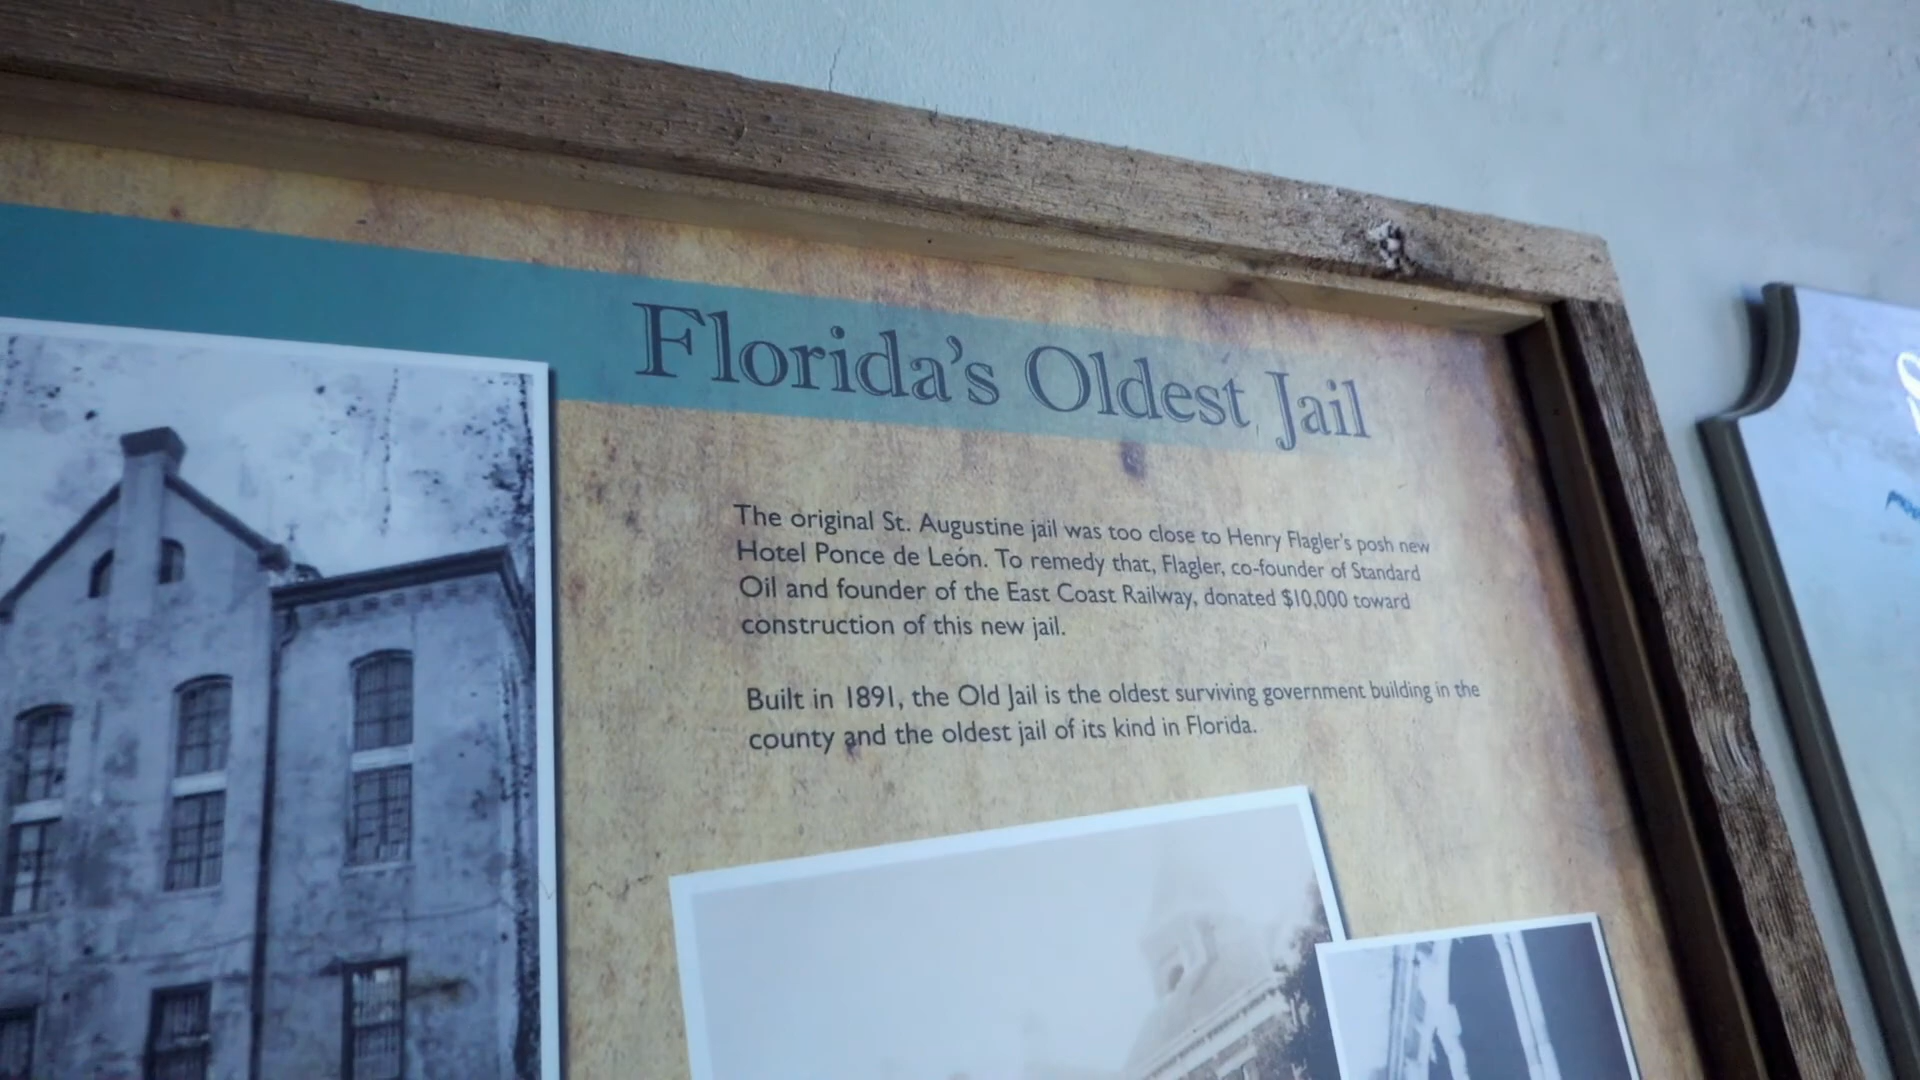 Florida's Oldest Jail
The original St. Augustine jail was too close to Henry Flagler's posh new
Hotel Ponce de León. To remedy that, Flagler, co-founder of Standard
Oil and founder of the East Coast Railway, donated $10,000 toward
construction of this new jail.
Built in 1891, the Old Jail is the oldest surviving government building in the
county and the oldest jail of its kind in Florida.